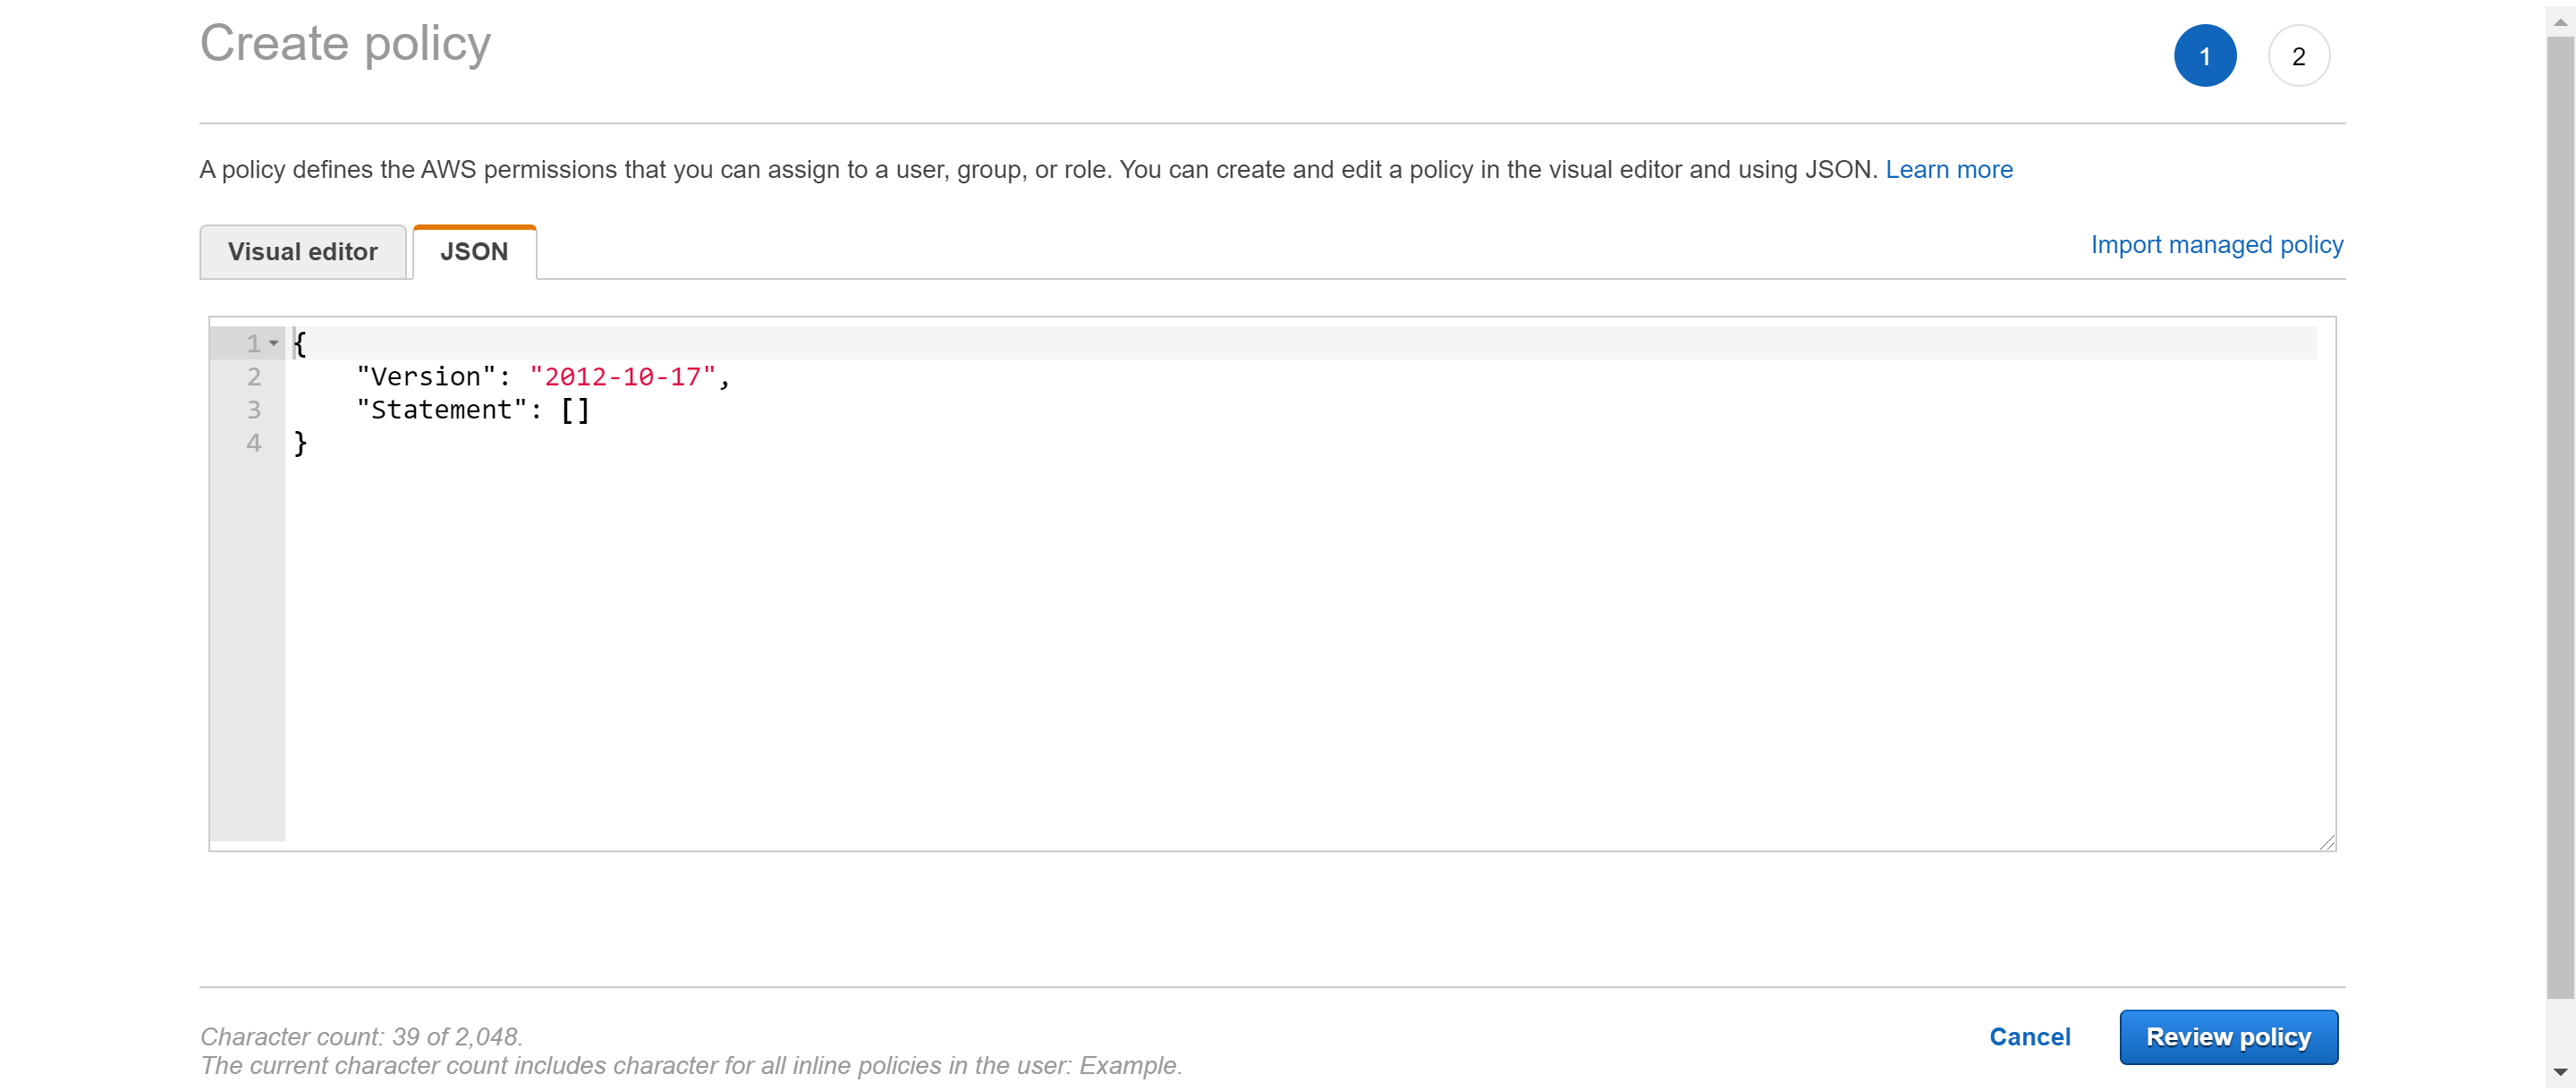 Create policy
1 2
A policy defines the AWS permissions that you can assign to a user, group, or role. You can create and edit a policy in the visual editor and using JSON. Learn more
Visual editor JSON Import managed policy
1 {
2     "Version": "2012-10-17",
3     "Statement": []
4 }
Character count: 39 of 2,048.
The current character count includes character for all inline policies in the user: Example.
Cancel Review policy